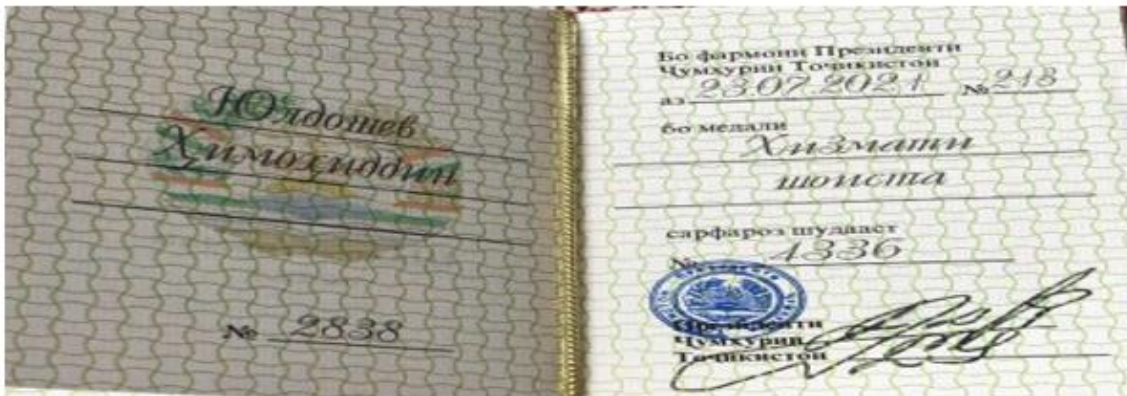 Юлдошев
Ҳимоҳиддин
№ 2838
Бо фармони Президенти
Ҷумҳурии Тоҷикистон
аз 23.07.2021 № 218
бо медали
Хизмати
шоиста
сарфароз шудааст
№ 1336
Президенти
Ҷумҳурии
Тоҷикистон